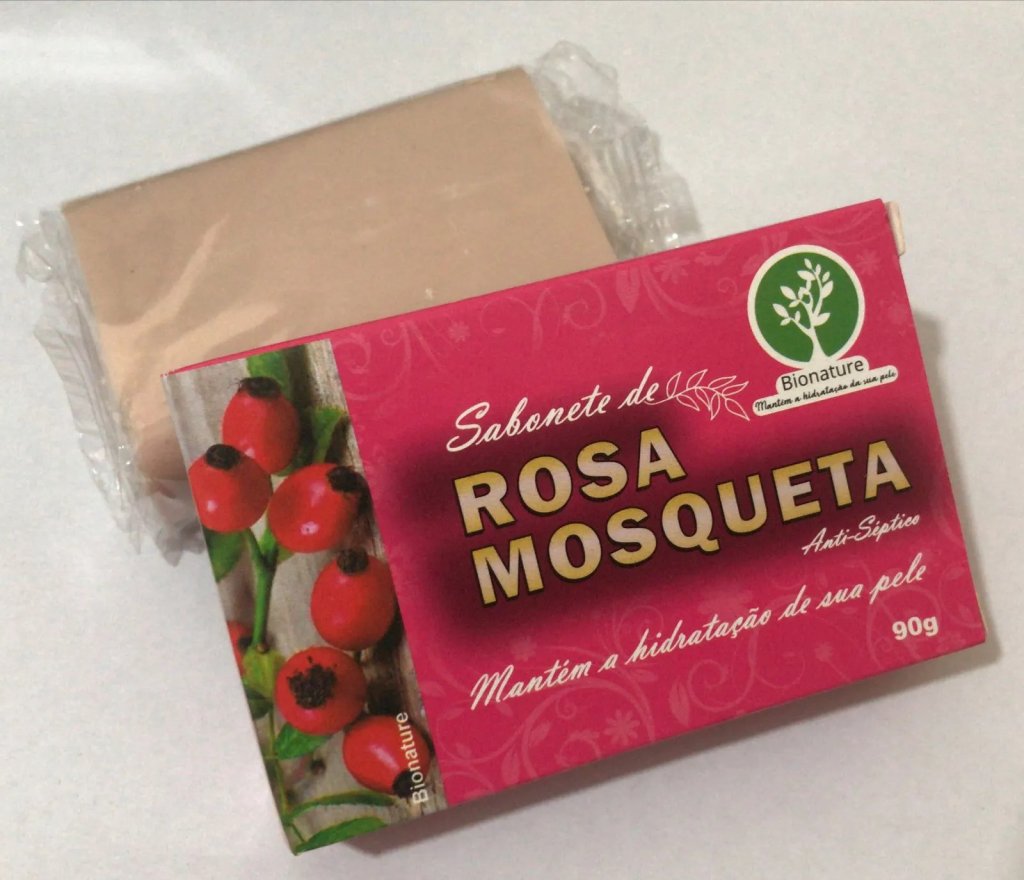 Bionature
Mantém a hidratação da sua pele
Sabonete de
ROSA
MOSQUETA
Anti-Séptico
Mantém a hidratação de sua pele
90g
Bionature